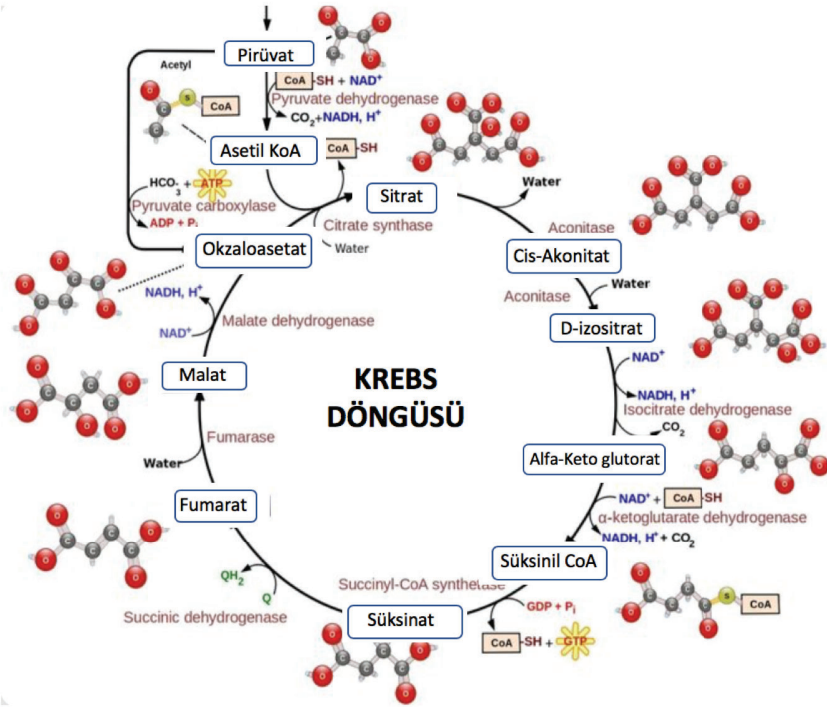 Pirüvat
Acetyl
CoA -SH + NAD⁺
Pyruvate dehydrogenase
CO₂+NADH, H⁺
S
CoA
Asetil KoA
CoA -SH
HCO₃⁻ + ATP
Pyruvate carboxylase
ADP + Pᵢ
Sitrat
Water
Citrate synthase
Water
Okzaloasetat
Aconitase
Cis-Akonitat
Aconitase
Water
D-izositrat
NADH, H⁺
NAD⁺
Malate dehydrogenase
Malat
KREBS
DÖNGÜSÜ
NAD⁺
NADH, H⁺
Isocitrate dehydrogenase
CO₂
Alfa-Keto glutorat
Fumarase
Water
Fumarat
NAD⁺ + CoA -SH
α-ketoglutarate dehydrogenase
NADH, H⁺ + CO₂
Süksinil CoA
QH₂
Q
Succinic dehydrogenase
Succinyl-CoA synthetase
GDP + Pᵢ
Süksinat
CoA -SH + GTP
S
CoA